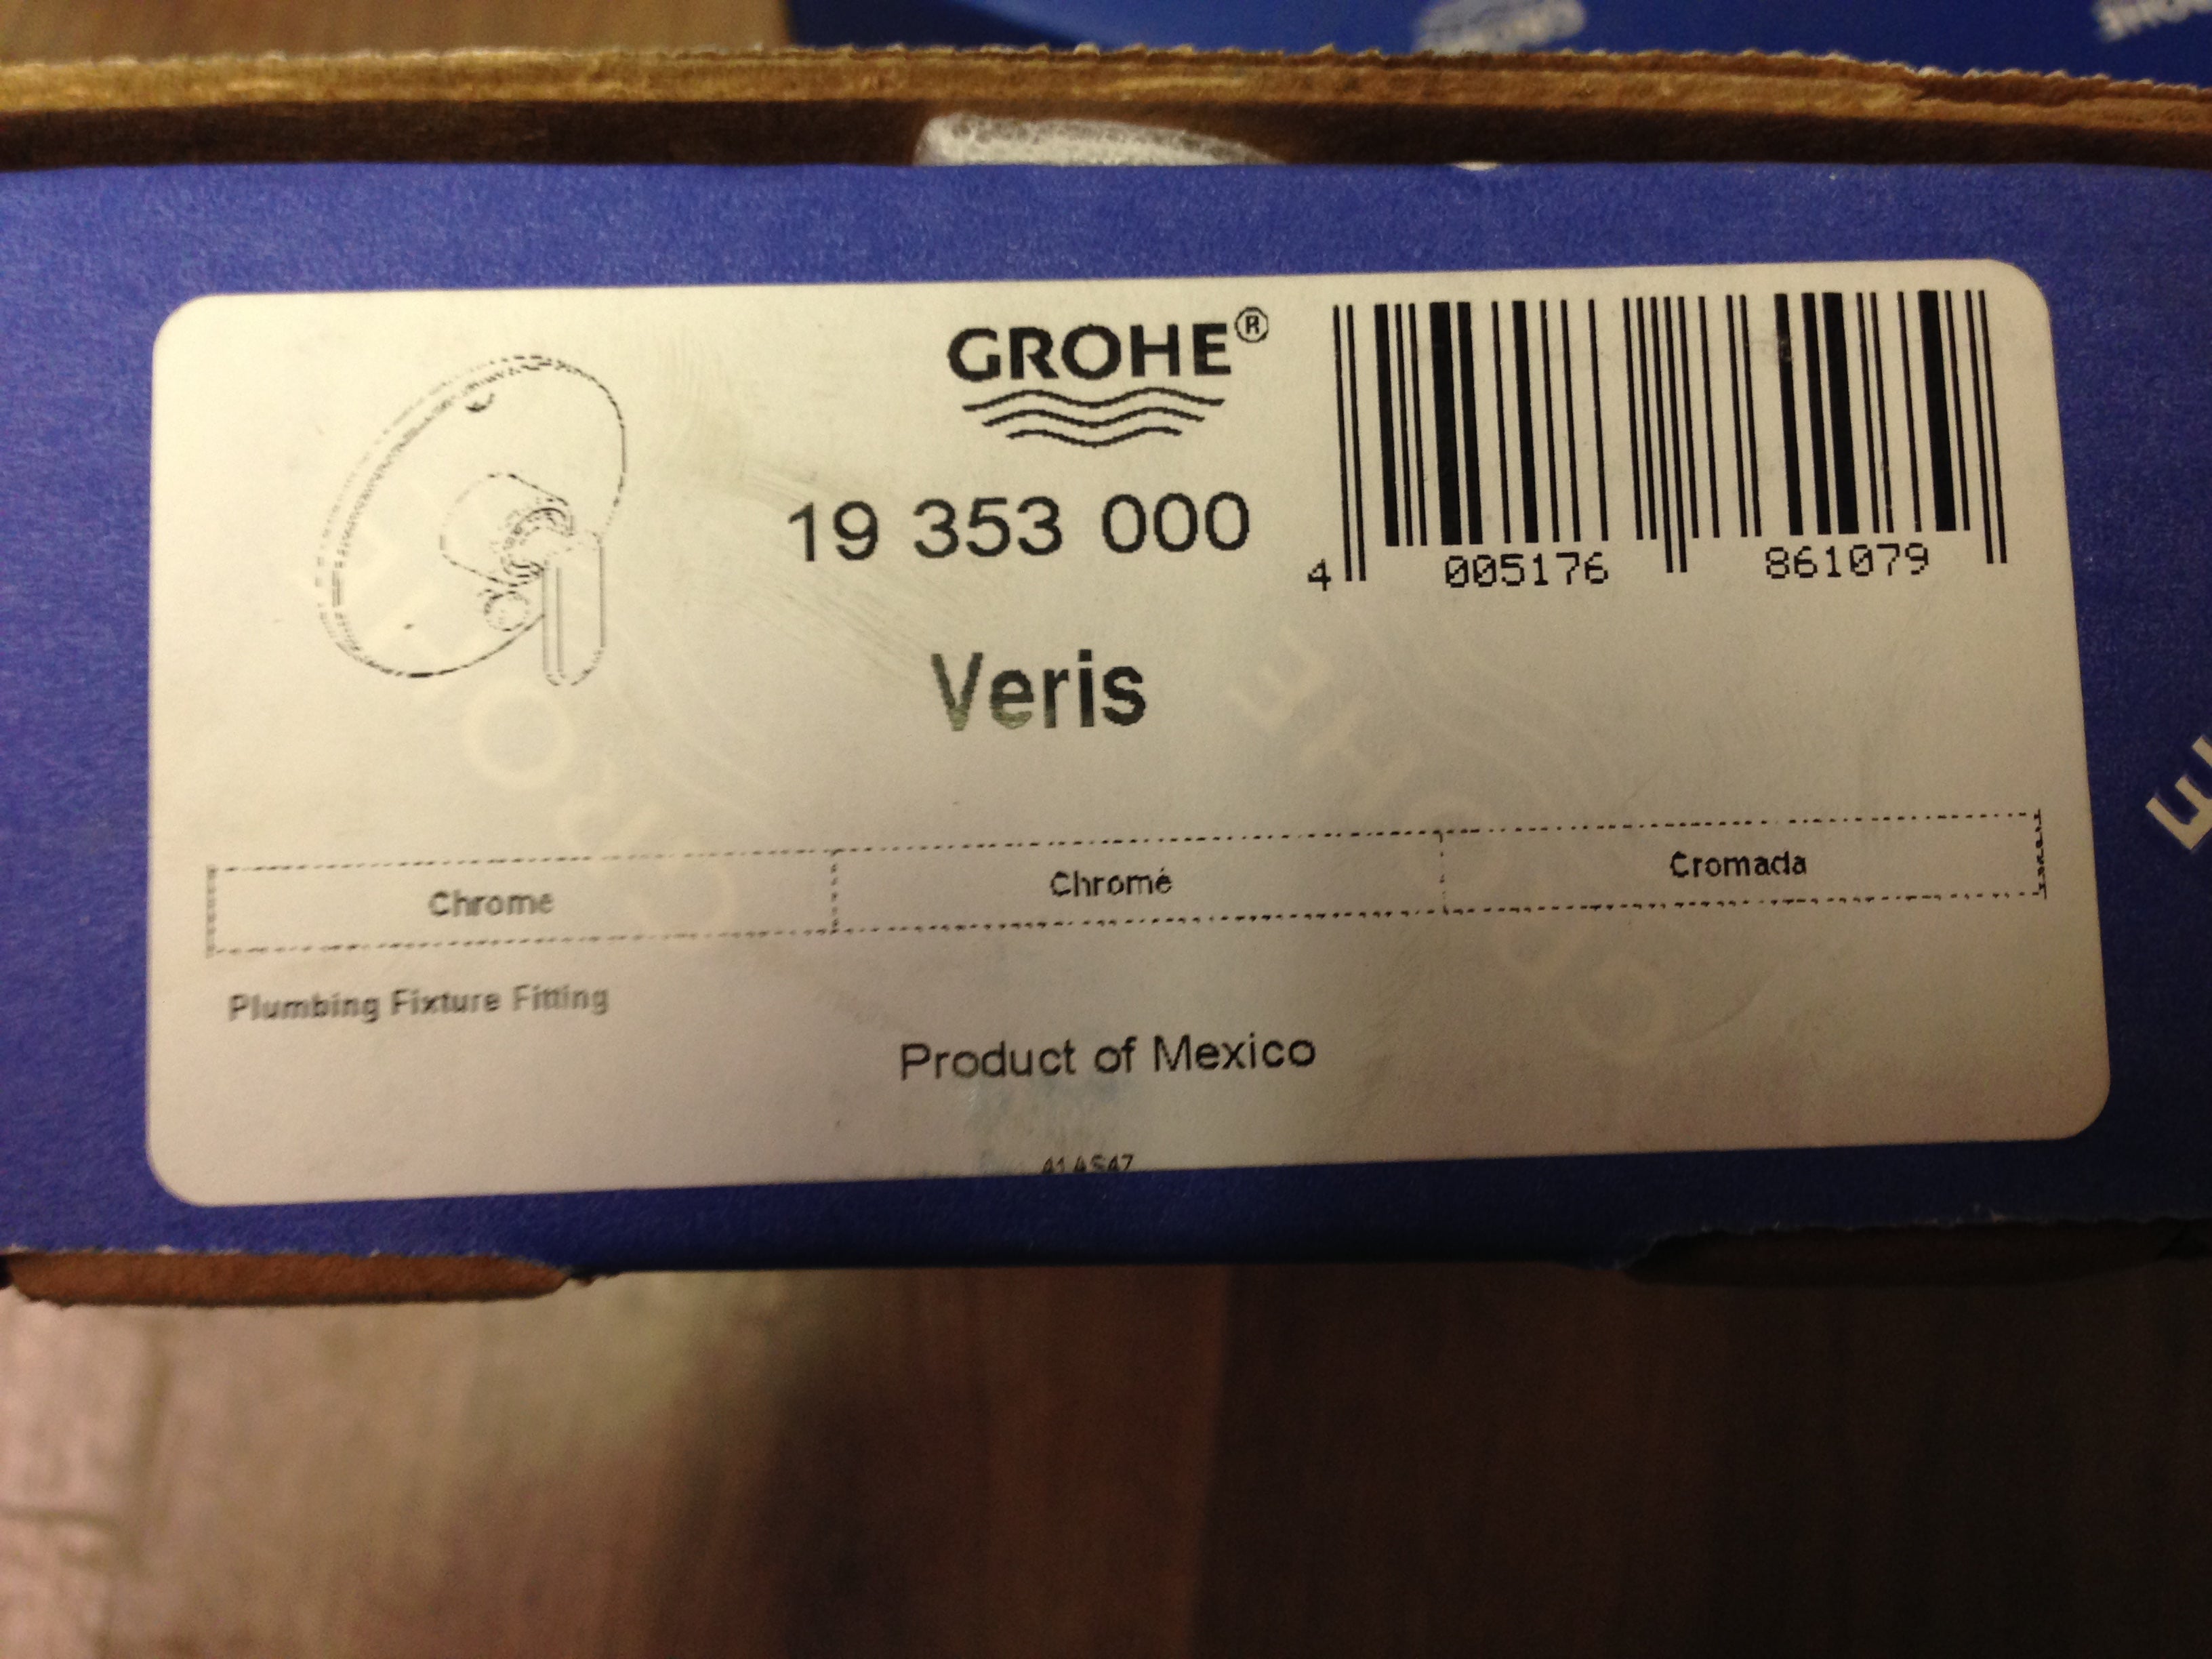 GROHE®
19 353 000
4 005176 861079
Veris
Chrome Chromé Cromada
Plumbing Fixture Fitting
Product of Mexico